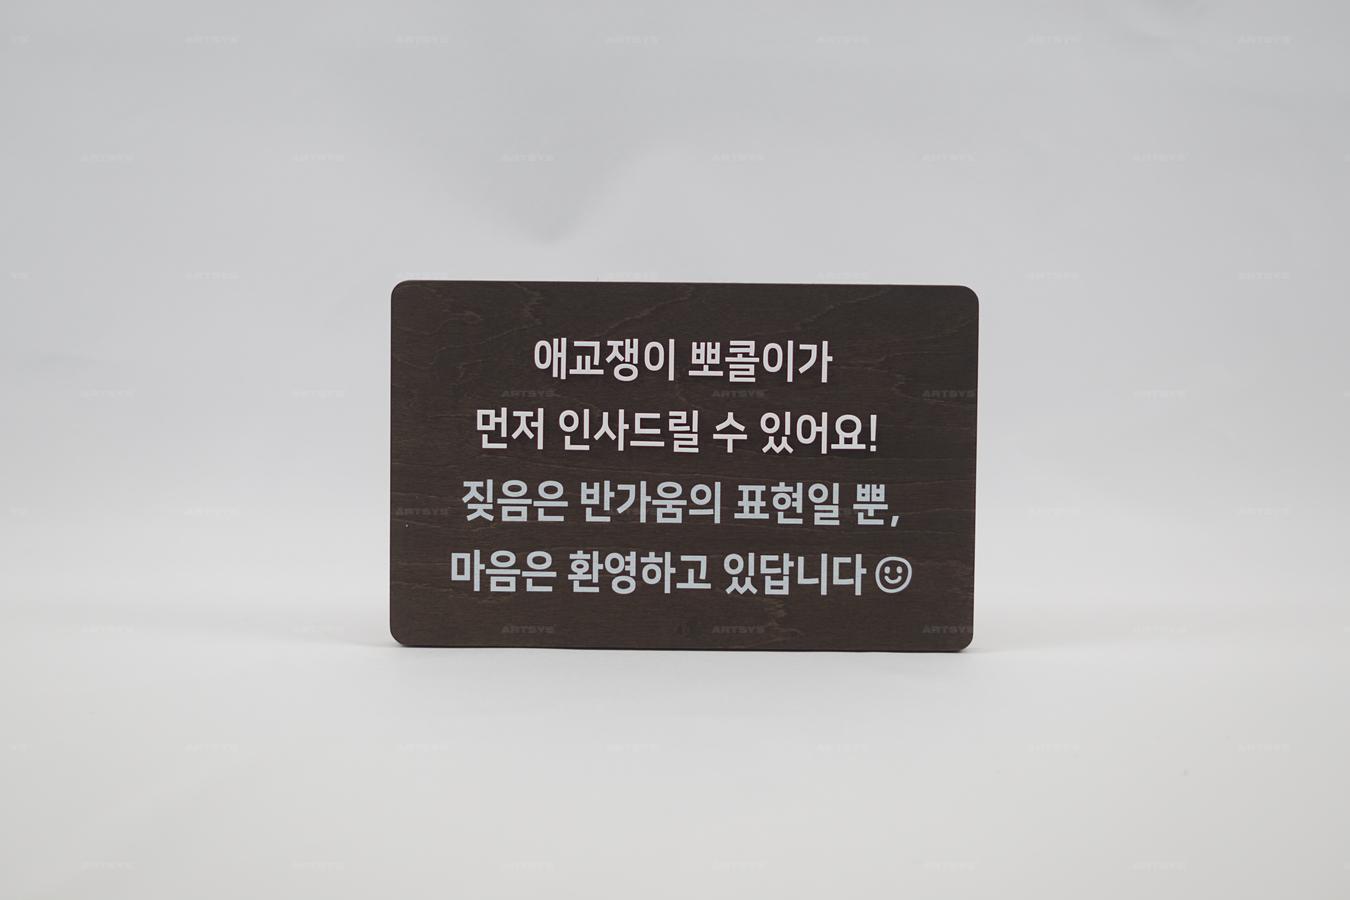 애교쟁이 뽀콜이가
먼저 인사드릴 수 있어요!
짖음은 반가움의 표현일 뿐,
마음은 환영하고 있답니다☺
ARTSYS